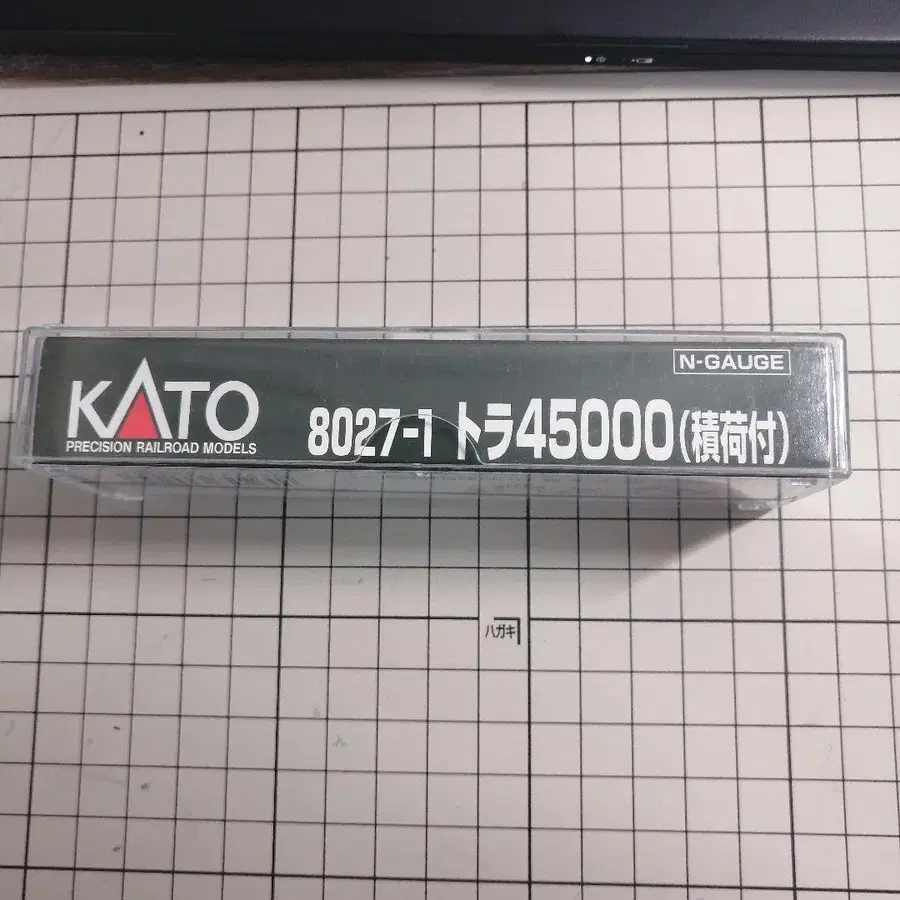 N-GAUGE
KATO
PRECISION RAILROAD MODELS
8027-1 トラ45000(積荷付)
ハガキ